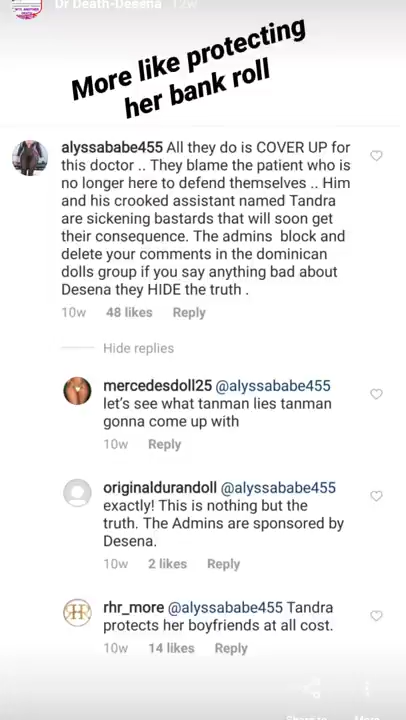 Dr Death-Desena 12w
More like protecting
her bank roll
alyssababe455 All they do is COVER UP for
this doctor .. They blame the patient who is
no longer here to defend themselves .. Him
and his crooked assistant named Tandra
are sickening bastards that will soon get
their consequence. The admins block and
delete your comments in the dominican
dolls group if you say anything bad about
Desena they HIDE the truth .
10w 48 likes Reply
Hide replies
mercedesdoll25 @alyssababe455
let's see what tanman lies tanman
gonna come up with
10w Reply
originaldurandoll @alyssababe455
exactly! This is nothing but the
truth. The Admins are sponsored by
Desena.
10w 2 likes Reply
rhr_more @alyssababe455 Tandra
protects her boyfriends at all cost.
10w 14 likes Reply